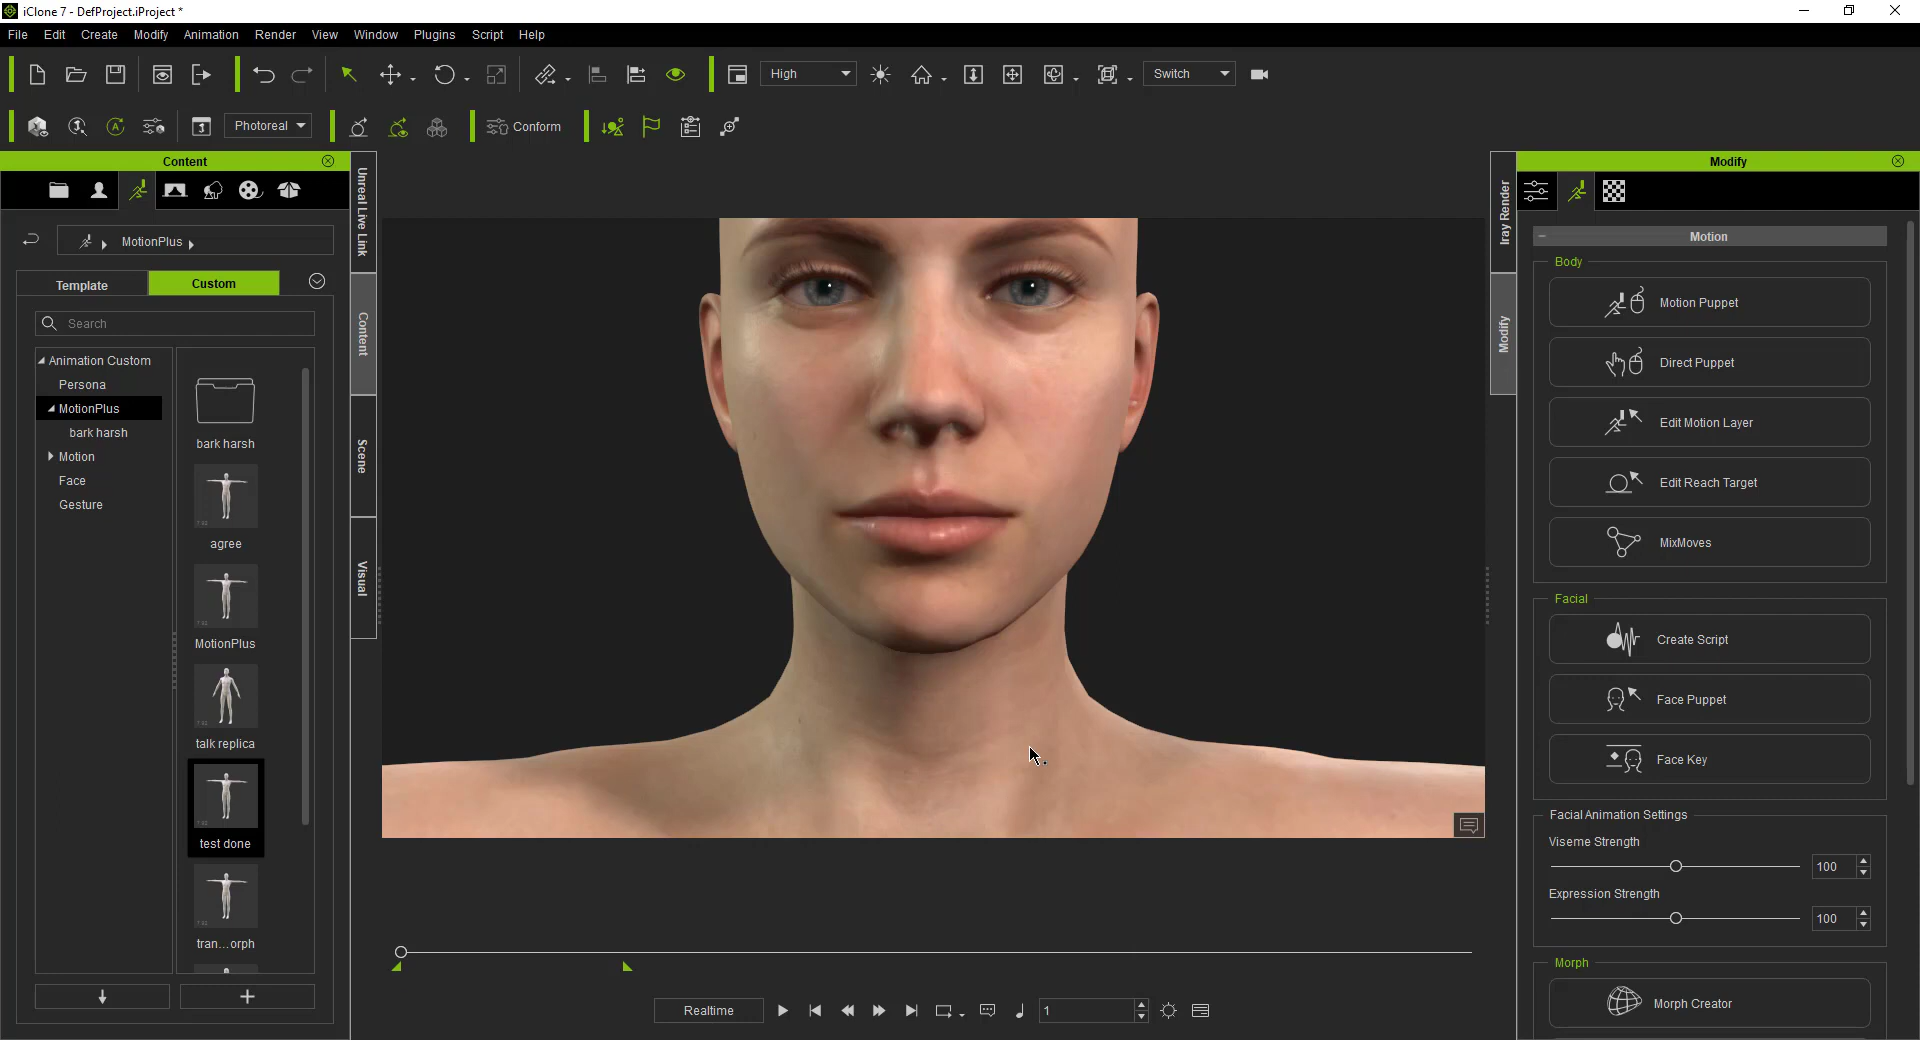 iClone 7 - DefProject.iProject *
File Edit Create Modify Animation Render View Window Plugins Script Help
High
Switch
Photoreal
Conform
Content
MotionPlus
Template
Custom
Search
Animation Custom
Persona
MotionPlus
bark harsh
Motion
Face
Gesture
bark harsh
agree
MotionPlus
talk replica
test done
tran...orph
Unreal Live Link
Content
Scene
Visual
Realtime
1
Iray Render
Modify
Modify
Motion
Body
Motion Puppet
Direct Puppet
Edit Motion Layer
Edit Reach Target
MixMoves
Facial
Create Script
Face Puppet
Face Key
Facial Animation Settings
Viseme Strength
100
Expression Strength
100
Morph
Morph Creator